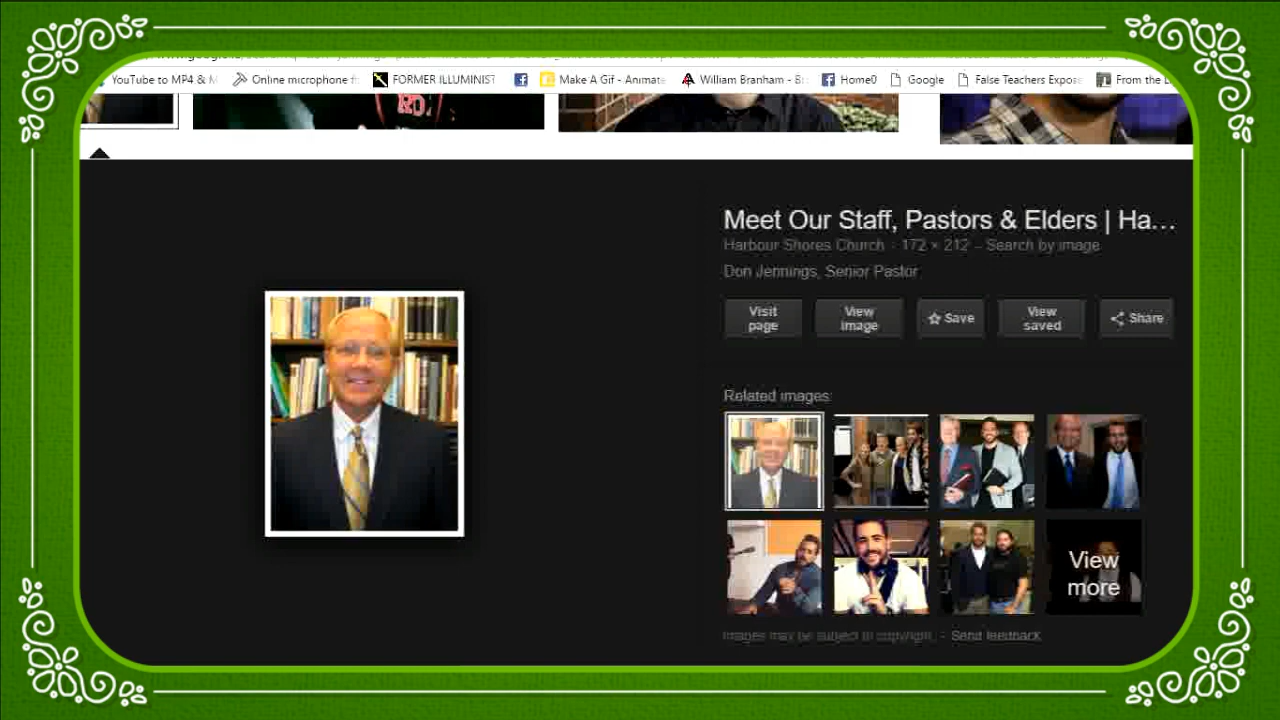 YouTube to MP4 &
Online microphone f
FORMER ILLUMINIST
Make A Gif - Animate
William Branham - B
Home0
Google
False Teachers Expos
From the
RD.
Meet Our Staff, Pastors & Elders | Ha...
Harbour Shores Church · 172 × 212 - Search by image
Don Jennings, Senior Pastor
Visit page
View image
Save
View saved
Share
Related images:
View more
Images may be subject to copyright. - Send feedback